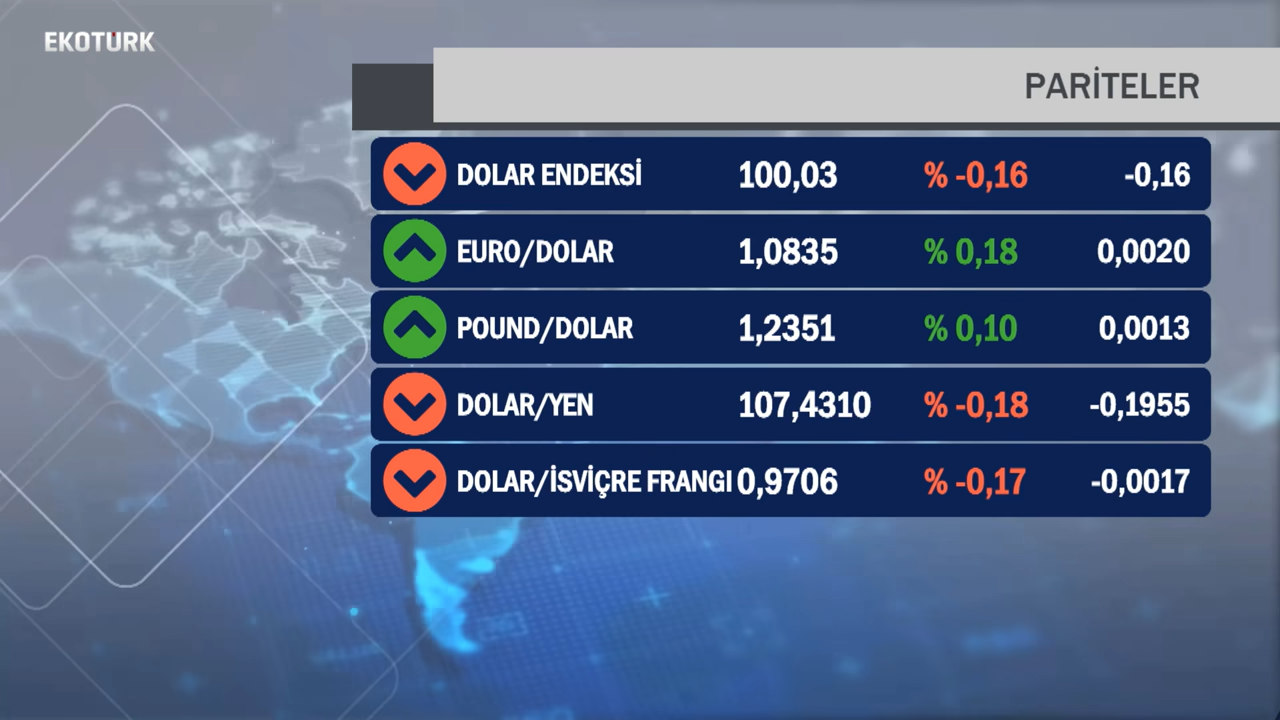 EKOTÜRK
PARİTELER
DOLAR ENDEKSİ 100,03 % -0,16 -0,16
EURO/DOLAR 1,0835 % 0,18 0,0020
POUND/DOLAR 1,2351 % 0,10 0,0013
DOLAR/YEN 107,4310 % -0,18 -0,1955
DOLAR/İSVİÇRE FRANGI 0,9706 % -0,17 -0,0017